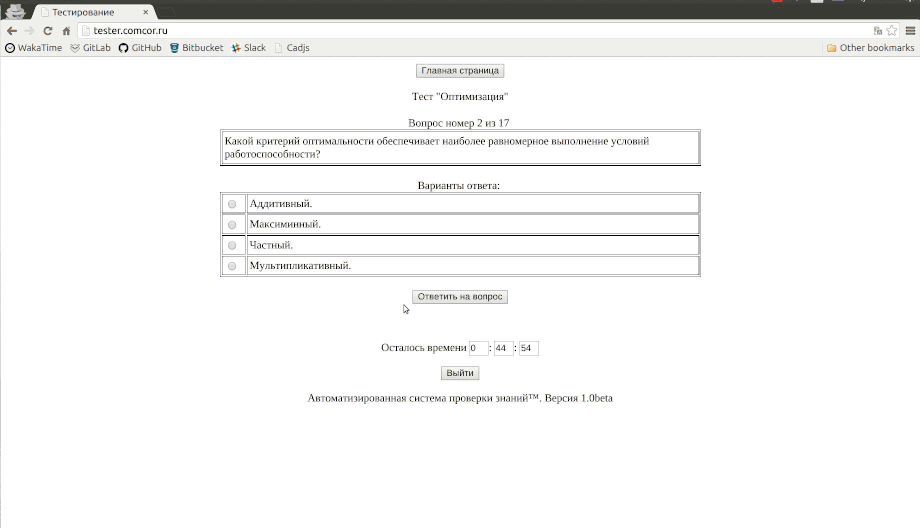 Тестирование
tester.comcor.ru
WakaTime GitLab GitHub Bitbucket Slack Cadjs Other bookmarks
Главная страница
Тест "Оптимизация"
Вопрос номер 2 из 17
Какой критерий оптимальности обеспечивает наиболее равномерное выполнение условий
работоспособности?
Варианты ответа:
Аддитивный.
Максиминный.
Частный.
Мультипликативный.
Ответить на вопрос
Осталось времени 0 : 44 : 54
Выйти
Автоматизированная система проверки знаний™. Версия 1.0beta